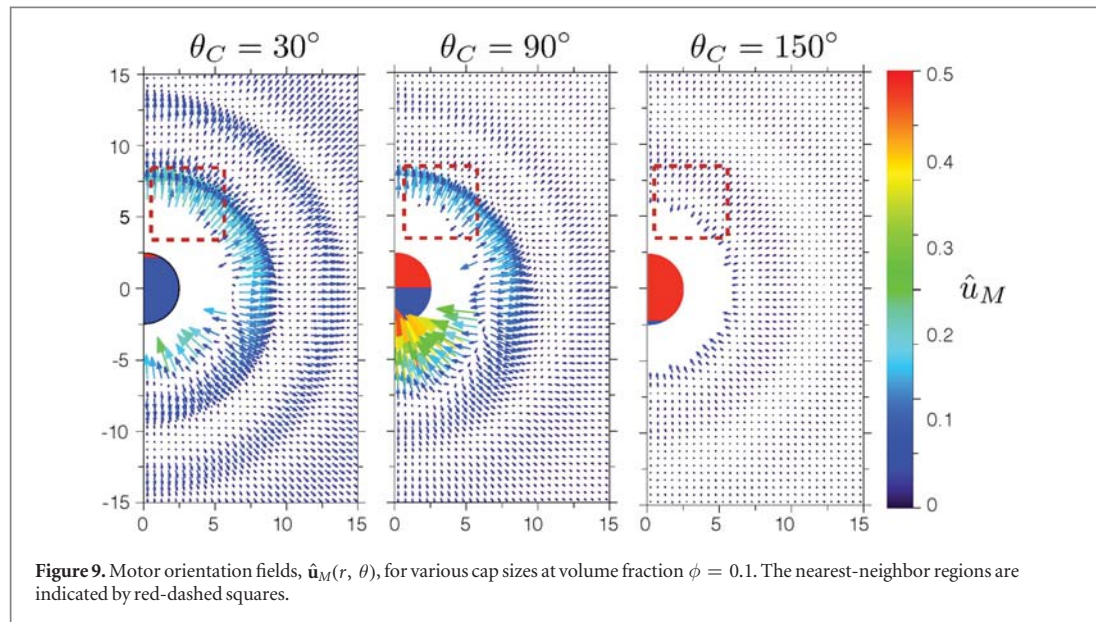 θ_C = 30° θ_C = 90° θ_C = 150°
15
10
5
0
-5
-10
-15
0 5 10 15
0 5 10 15
0 5 10 15
0.5
0.4
0.3
0.2
0.1
0
û_M
Figure 9. Motor orientation fields, û_M(r, θ), for various cap sizes at volume fraction ϕ = 0.1. The nearest-neighbor regions are
indicated by red-dashed squares.